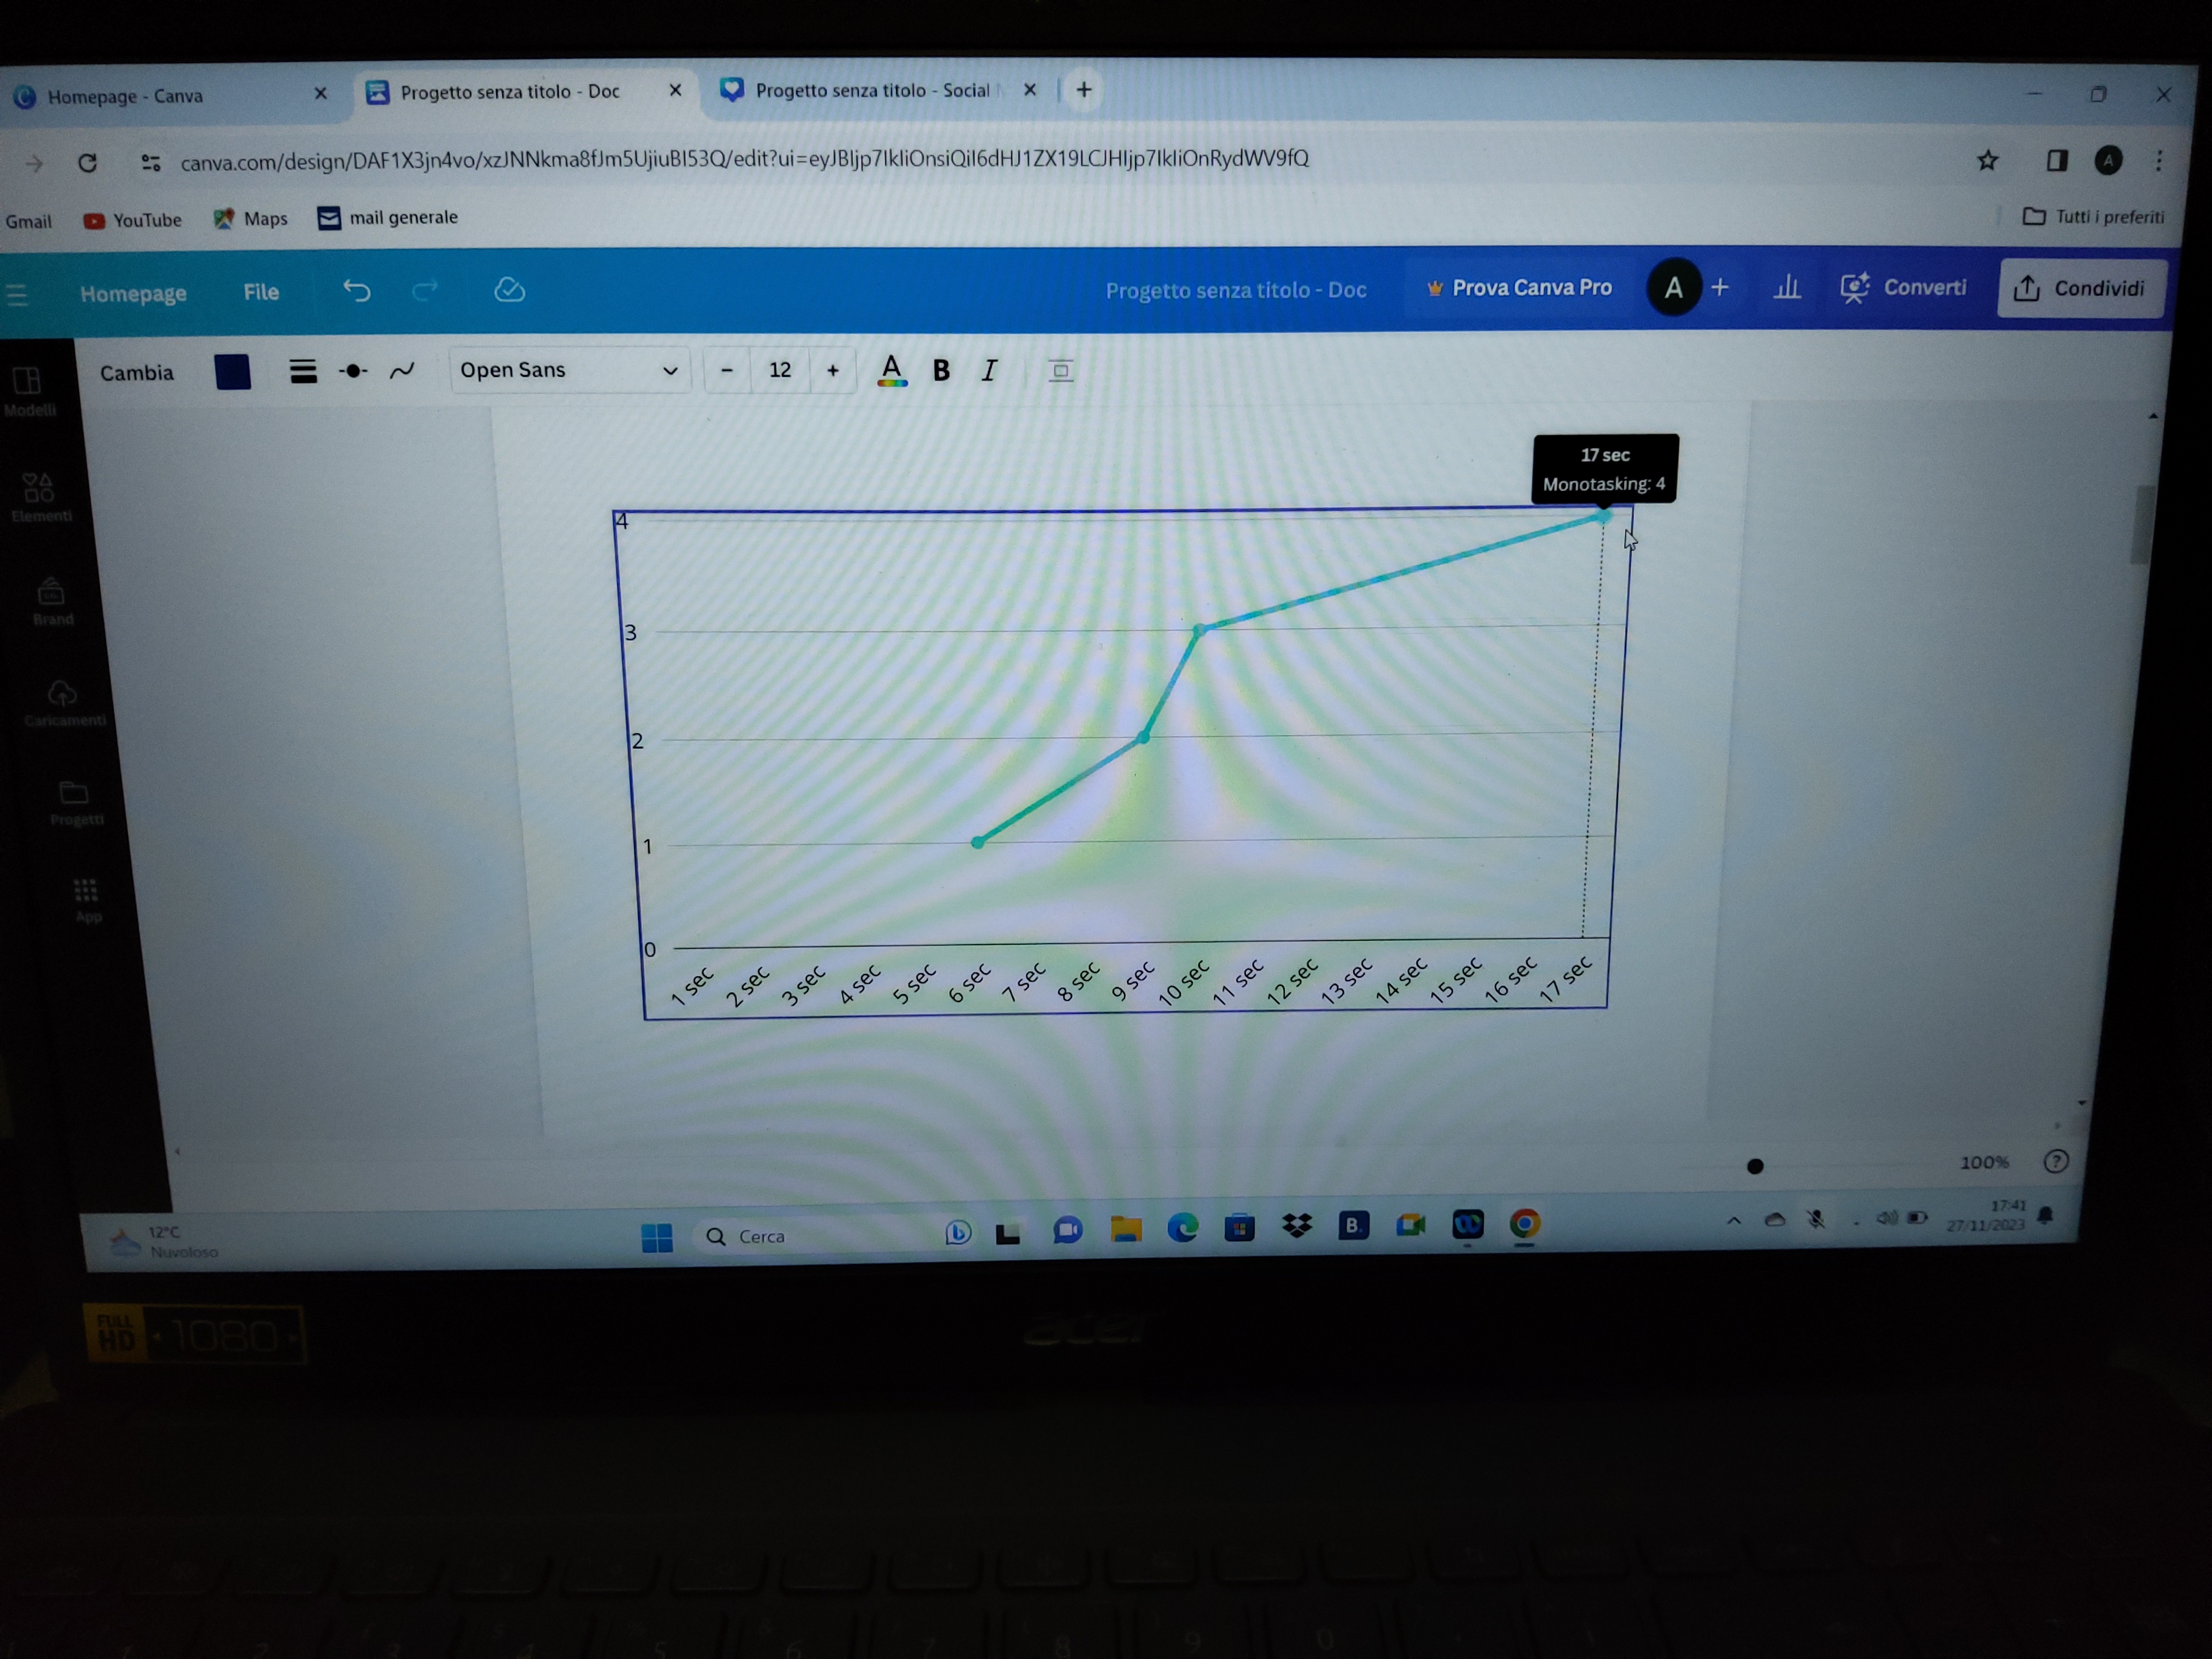 Homepage - Canva
Progetto senza titolo - Doc
Progetto senza titolo - Social
canva.com/design/DAF1X3jn4vo/xzJNNkma8fJm5UjiuBI53Q/edit?ui=eyJBIjp7IkIiOnsiQiI6dHJ1ZX19LCJHIjp7IkIiOnRydWV9fQ
A
Gmail
YouTube
Maps
mail generale
Tutti i preferiti
Homepage
File
Progetto senza titolo - Doc
Prova Canva Pro
A
+
Converti
Condividi
Cambia
Open Sans
- 12 +
A B I
Modelli
Elementi
Brand
Caricamenti
Progetti
App
17 sec
Monotasking: 4
4
3
2
1
0
1 sec
2 sec
3 sec
4 sec
5 sec
6 sec
7 sec
8 sec
9 sec
10 sec
11 sec
12 sec
13 sec
14 sec
15 sec
16 sec
17 sec
100%
?
12°C
Nuvoloso
Cerca
B.
17:41
27/11/2023
FULL HD 1080
acer